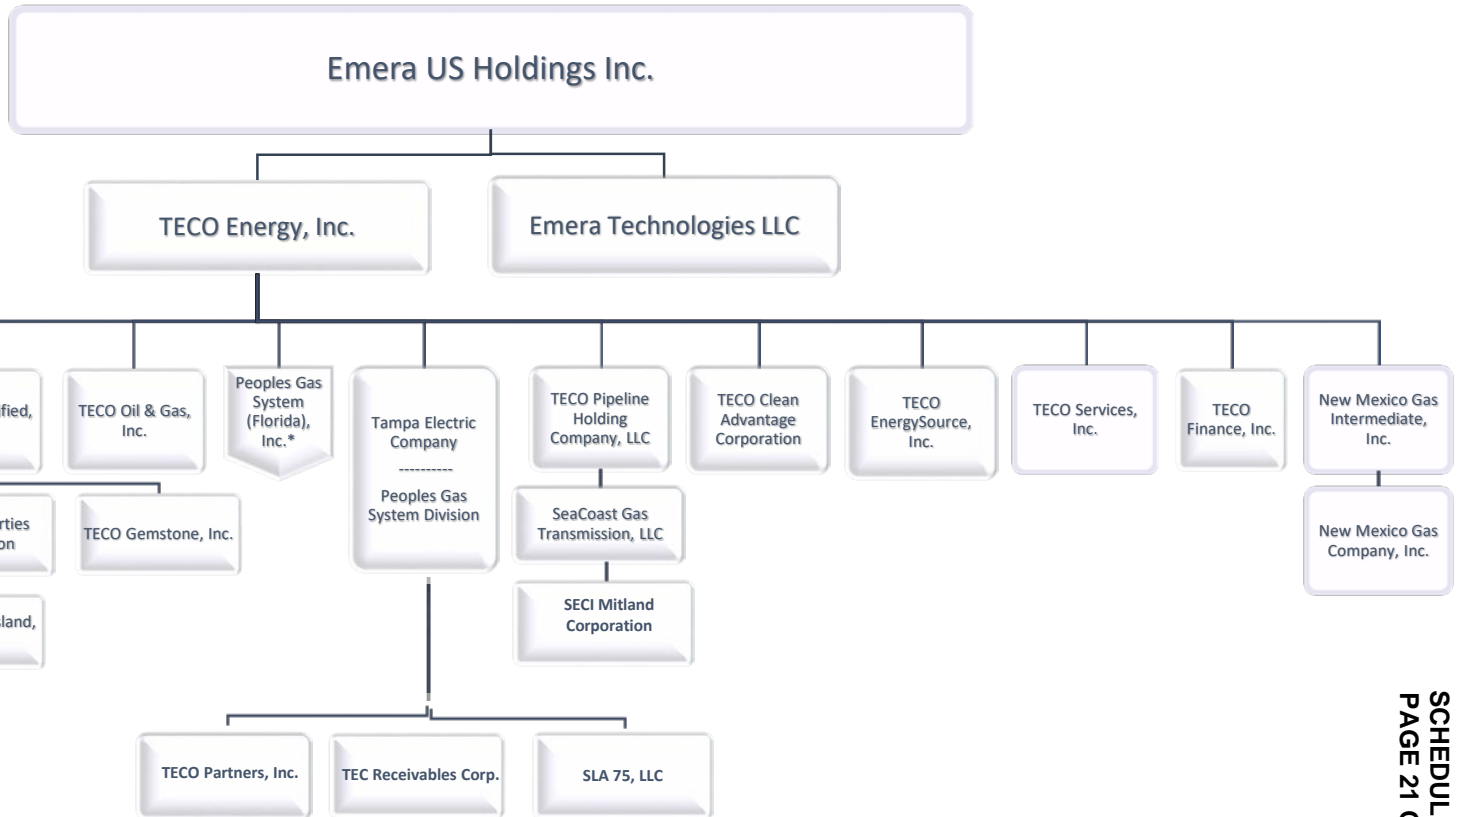 Emera US Holdings Inc.
TECO Energy, Inc.
Emera Technologies LLC
TECO Oil & Gas,
Inc.
Peoples Gas
System
(Florida),
Inc.*
Tampa Electric
Company
----------
Peoples Gas
System Division
TECO Pipeline
Holding
Company, LLC
TECO Clean
Advantage
Corporation
TECO
EnergySource,
Inc.
TECO Services,
Inc.
TECO
Finance, Inc.
New Mexico Gas
Intermediate,
Inc.
TECO Gemstone, Inc.
SeaCoast Gas
Transmission, LLC
New Mexico Gas
Company, Inc.
SECI Mitland
Corporation
TECO Partners, Inc.
TEC Receivables Corp.
SLA 75, LLC
SCHEDUL
PAGE 21